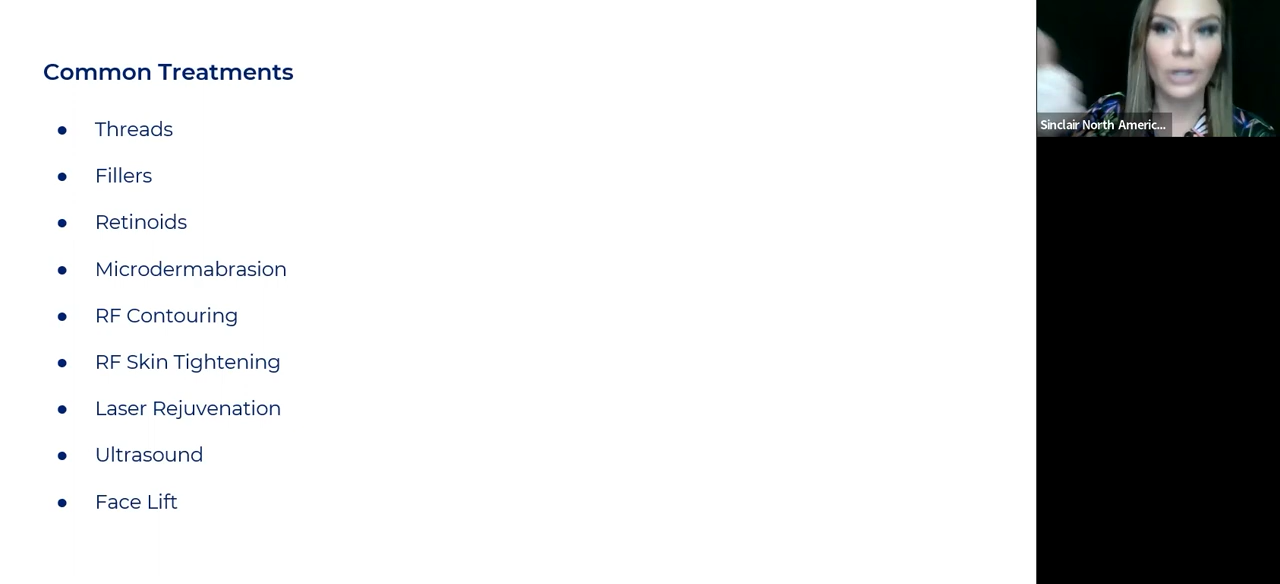 Common Treatments
● Threads
● Fillers
● Retinoids
● Microdermabrasion
● RF Contouring
● RF Skin Tightening
● Laser Rejuvenation
● Ultrasound
● Face Lift
Sinclair North Americ...